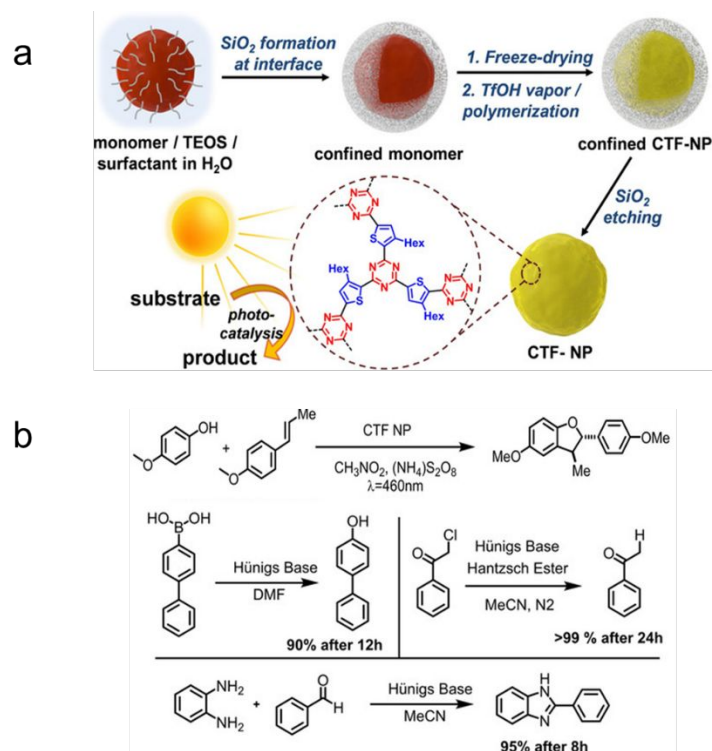 a
SiO2 formation
at interface
1. Freeze-drying
2. TfOH vapor /
polymerization
monomer / TEOS /
surfactant in H2O
confined monomer
confined CTF-NP
SiO2
etching
substrate
photo-
catalysis
product
N N N N N
S Hex
Hex N N S
N
S Hex
N N N N N N
CTF- NP
b
OH
O
+
Me
O
CTF NP
CH3NO2, (NH4)S2O8
λ=460nm
O
MeO
OMe
Me
HO B OH
Hünigs Base
DMF
OH
90% after 12h
Cl
O
Hünigs Base
Hantzsch Ester
MeCN, N2
H
O
>99 % after 24h
NH2
NH2
+
O
H
Hünigs Base
MeCN
H
N
N
95% after 8h